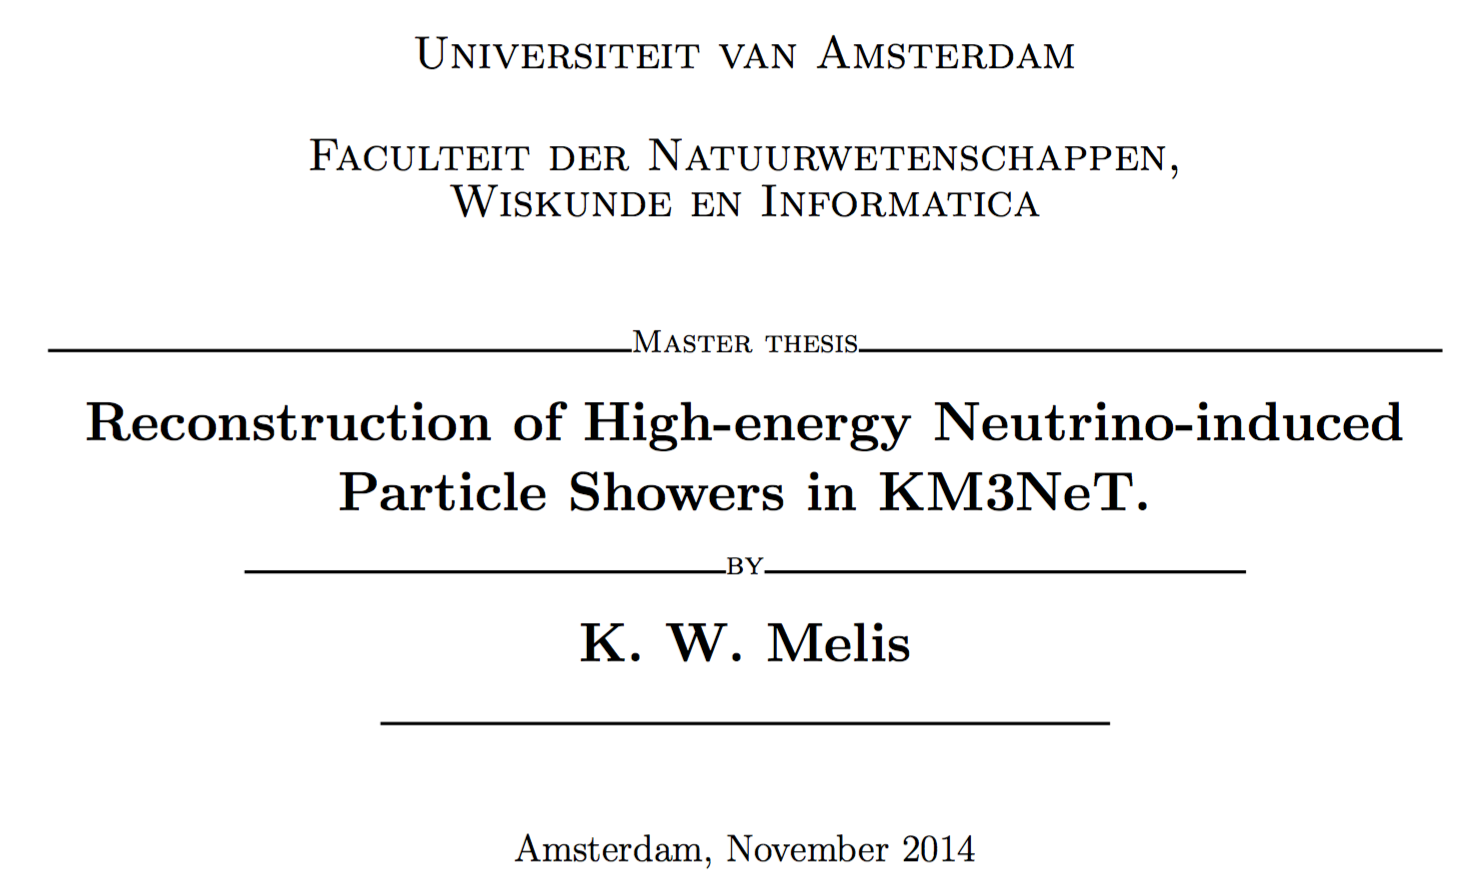 Universiteit van Amsterdam
Faculteit der Natuurwetenschappen,
Wiskunde en Informatica
Master thesis
Reconstruction of High-energy Neutrino-induced
Particle Showers in KM3NeT.
by
K. W. Melis
Amsterdam, November 2014